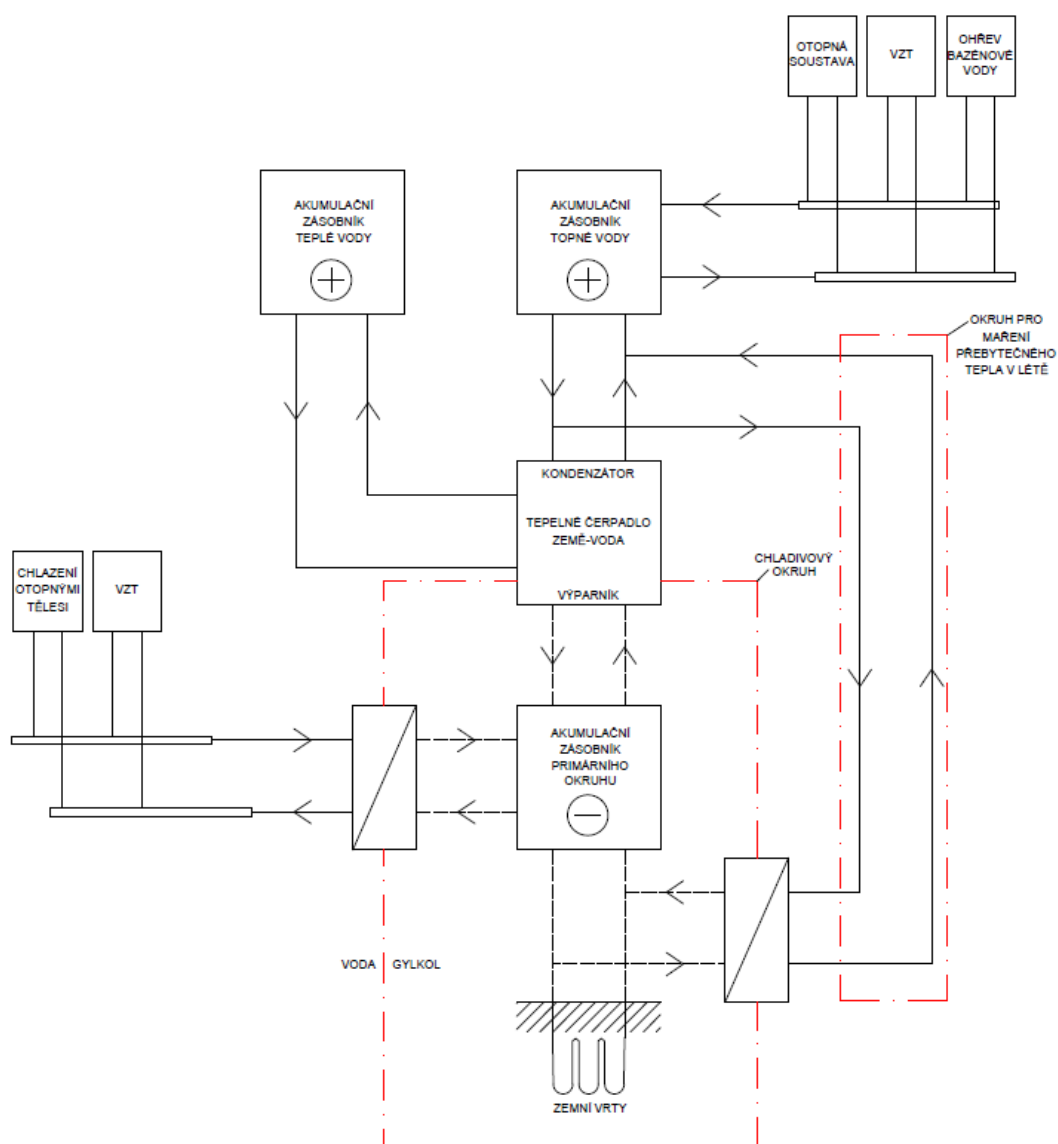 OTOPNÁ
SOUSTAVA
VZT
OHŘEV
BAZÉNOVÉ
VODY
AKUMULAČNÍ
ZÁSOBNÍK
TEPLÉ VODY
AKUMULAČNÍ
ZÁSOBNÍK
TOPNÉ VODY
OKRUH PRO
MAŘENÍ
PŘEBYTEČNÉHO
TEPLA V LÉTĚ
KONDENZÁTOR
TEPELNÉ ČERPADLO
ZEMĚ-VODA
VÝPARNÍK
CHLADIVOVÝ
OKRUH
CHLAZENÍ
OTOPNÝMI
TĚLESI
VZT
AKUMULAČNÍ
ZÁSOBNÍK
PRIMÁRNÍHO
OKRUHU
VODA
GYLKOL
ZEMNÍ VRTY